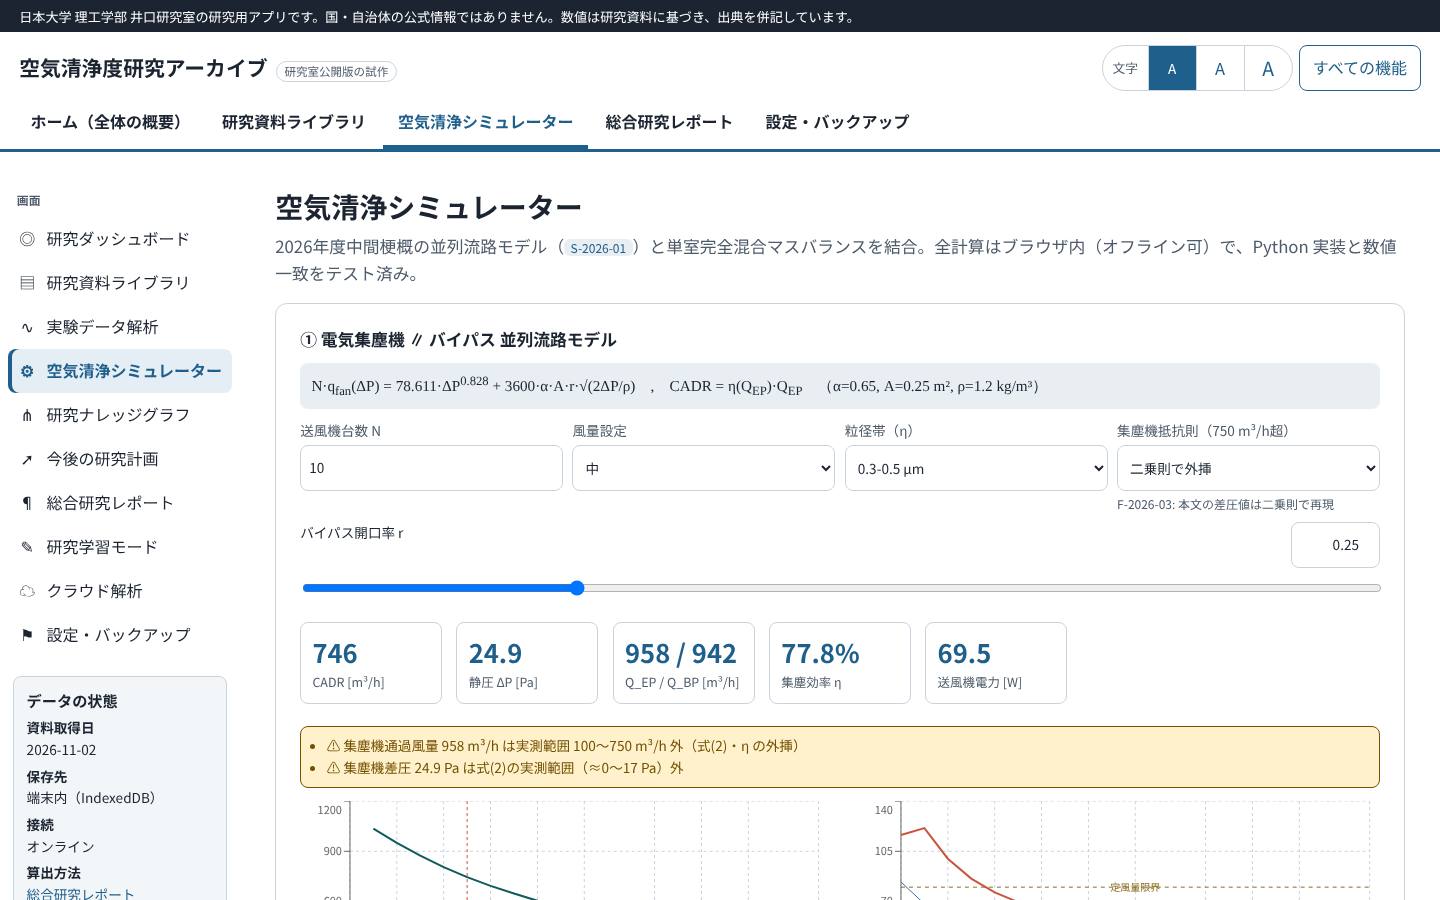 日本大学 理工学部 井口研究室の研究用アプリです。国・自治体の公式情報ではありません。数値は研究資料に基づき、出典を併記しています。
空気清浄度研究アーカイブ 研究室公開版の試作
文字 A A A すべての機能
ホーム（全体の概要） 研究資料ライブラリ 空気清浄シミュレーター 総合研究レポート 設定・バックアップ
画面
◎ 研究ダッシュボード
▤ 研究資料ライブラリ
∿ 実験データ解析
⚙ 空気清浄シミュレーター
⋔ 研究ナレッジグラフ
➚ 今後の研究計画
¶ 総合研究レポート
✎ 研究学習モード
クラウド解析
⚑ 設定・バックアップ
データの状態
資料取得日
2026-11-02
保存先
端末内（IndexedDB）
接続
オンライン
算出方法
総合研究レポート
空気清浄シミュレーター
2026年度中間梗概の並列流路モデル（S-2026-01）と単室完全混合マスバランスを結合。全計算はブラウザ内（オフライン可）で、Python 実装と数値
一致をテスト済み。
① 電気集塵機 ∥ バイパス 並列流路モデル
N·qfan(ΔP) = 78.611·ΔP0.828 + 3600·α·A·r·√(2ΔP/ρ) , CADR = η(QEP)·QEP （α=0.65, A=0.25 m², ρ=1.2 kg/m³）
送風機台数 N 風量設定 粒径帯（η） 集塵機抵抗則（750 m³/h超）
10 中 0.3-0.5 µm 二乗則で外挿
F-2026-03: 本文の差圧値は二乗則で再現
バイパス開口率 r 0.25
746 24.9 958 / 942 77.8% 69.5
CADR [m³/h] 静圧 ΔP [Pa] Q_EP / Q_BP [m³/h] 集塵効率 η 送風機電力 [W]
• ⚠ 集塵機通過風量 958 m³/h は実測範囲 100〜750 m³/h 外（式(2)・η の外挿）
• ⚠ 集塵機差圧 24.9 Pa は式(2)の実測範囲（≈0〜17 Pa）外
1200 140
900 105
定風量限界
600 70